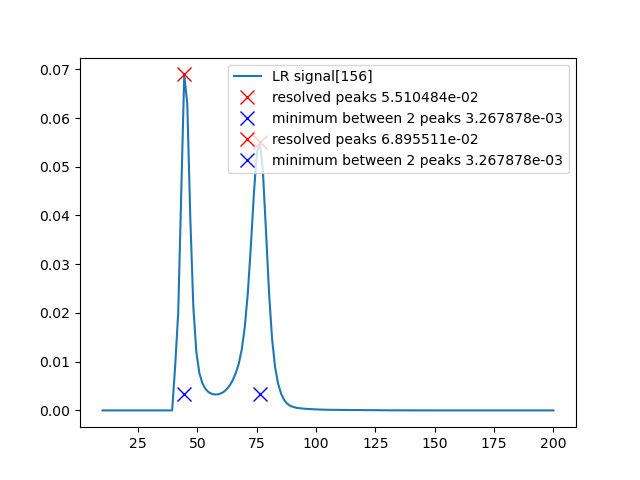 0.07
0.06
0.05
0.04
0.03
0.02
0.01
0.00
LR signal[156]
resolved peaks 5.510484e-02
minimum between 2 peaks 3.267878e-03
resolved peaks 6.895511e-02
minimum between 2 peaks 3.267878e-03
25 50 75 100 125 150 175 200